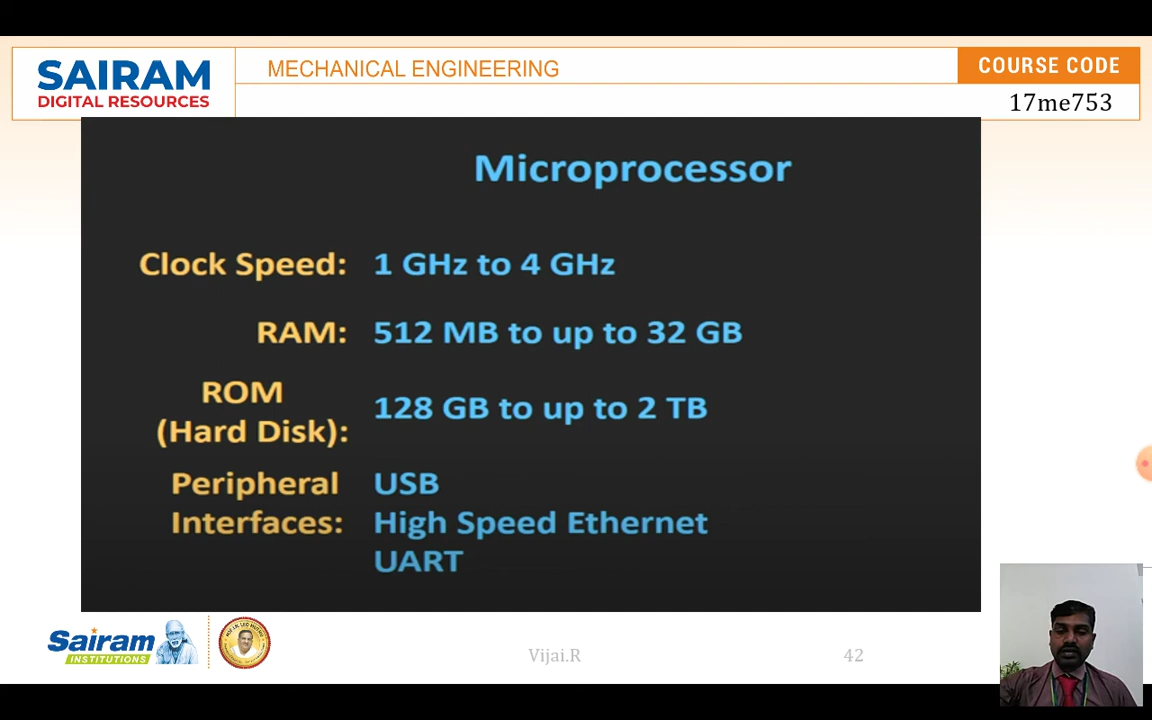 SAIRAM
DIGITAL RESOURCES
MECHANICAL ENGINEERING
COURSE CODE
17me753
Microprocessor
Clock Speed: 1 GHz to 4 GHz
RAM: 512 MB to up to 32 GB
ROM
(Hard Disk): 128 GB to up to 2 TB
Peripheral USB
Interfaces: High Speed Ethernet
UART
Sairam
INSTITUTIONS
Vijai.R
42